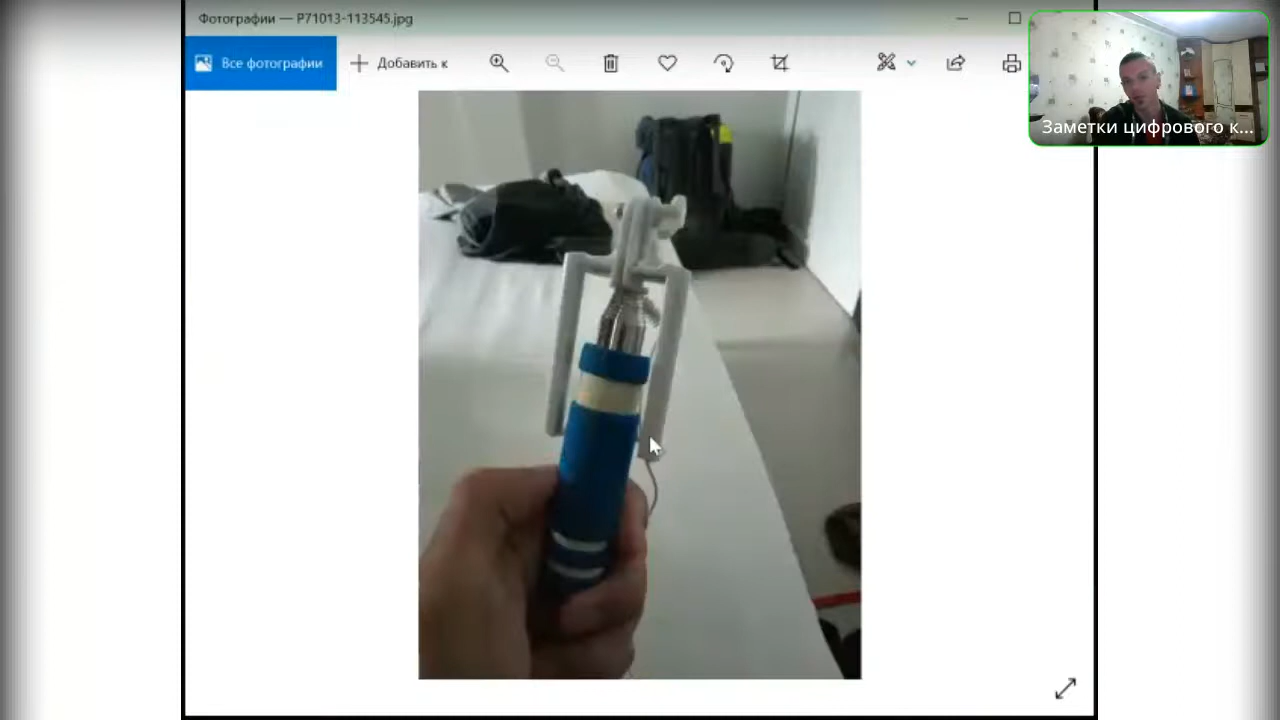 Фотографии — P71013-113545.jpg
Все фотографии
Добавить к
Заметки цифрового к...